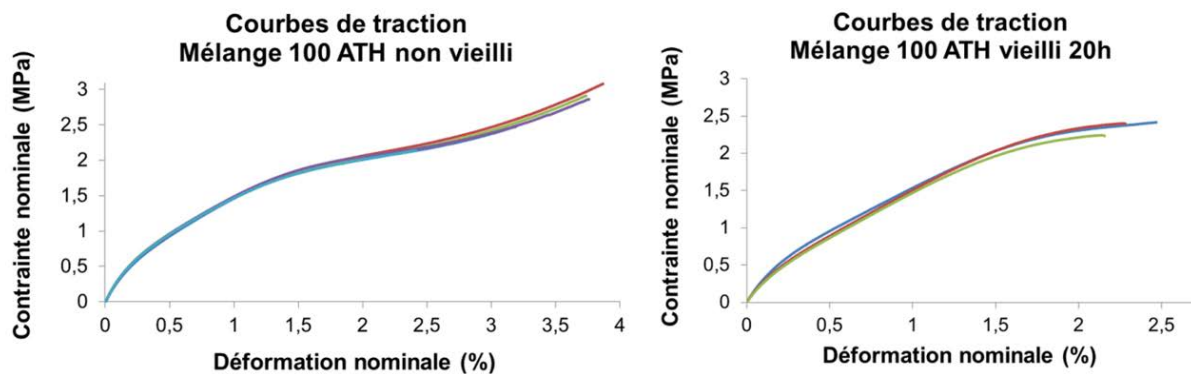 Courbes de traction
Mélange 100 ATH non vieilli
Contrainte nominale (MPa)
3
2,5
2
1,5
1
0,5
0
0 0,5 1 1,5 2 2,5 3 3,5 4
Déformation nominale (%)
Courbes de traction
Mélange 100 ATH vieilli 20h
Contrainte nominale (MPa)
3
2,5
2
1,5
1
0,5
0
0 0,5 1 1,5 2 2,5
Déformation nominale (%)